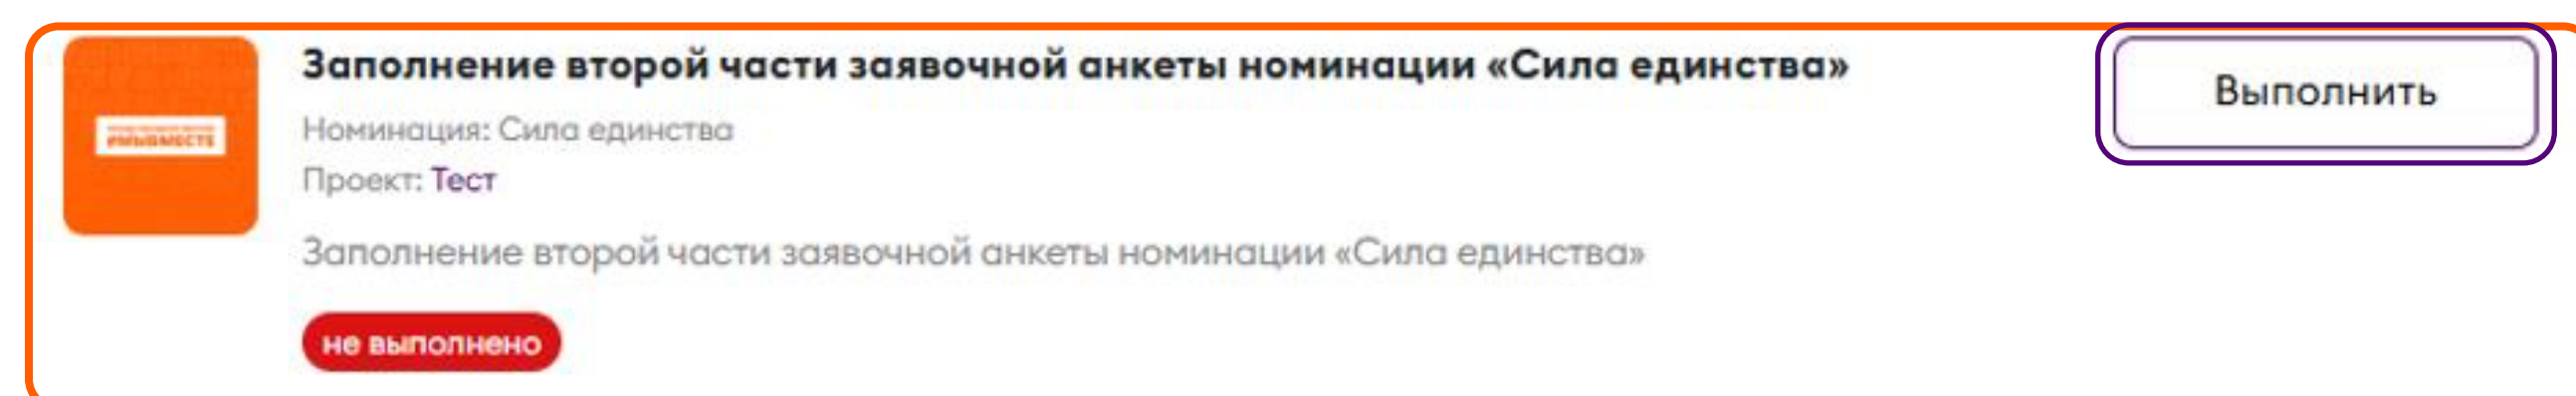 Заполнение второй части заявочной анкеты номинации «Сила единства»
Выполнить
Номинация: Сила единства
Проект: Тест
Заполнение второй части заявочной анкеты номинации «Сила единства»
не выполнено
#МЫВМЕСТЕ